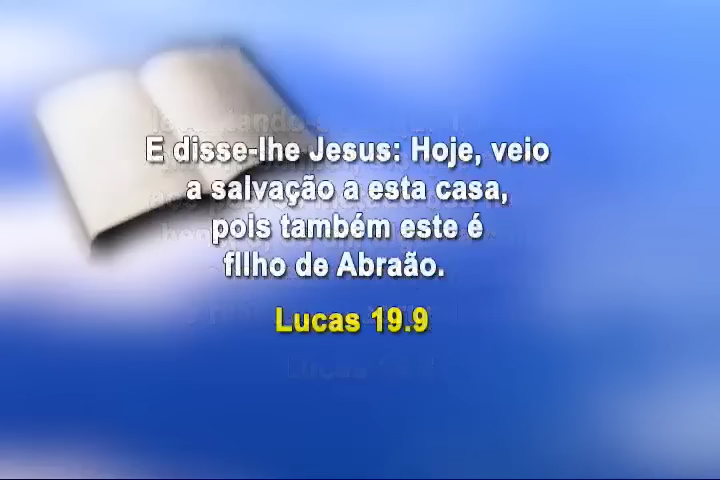 E disse-lhe Jesus: Hoje, veio
a salvação a esta casa,
pois também este é
fIlho de Abraão.
Lucas 19.9